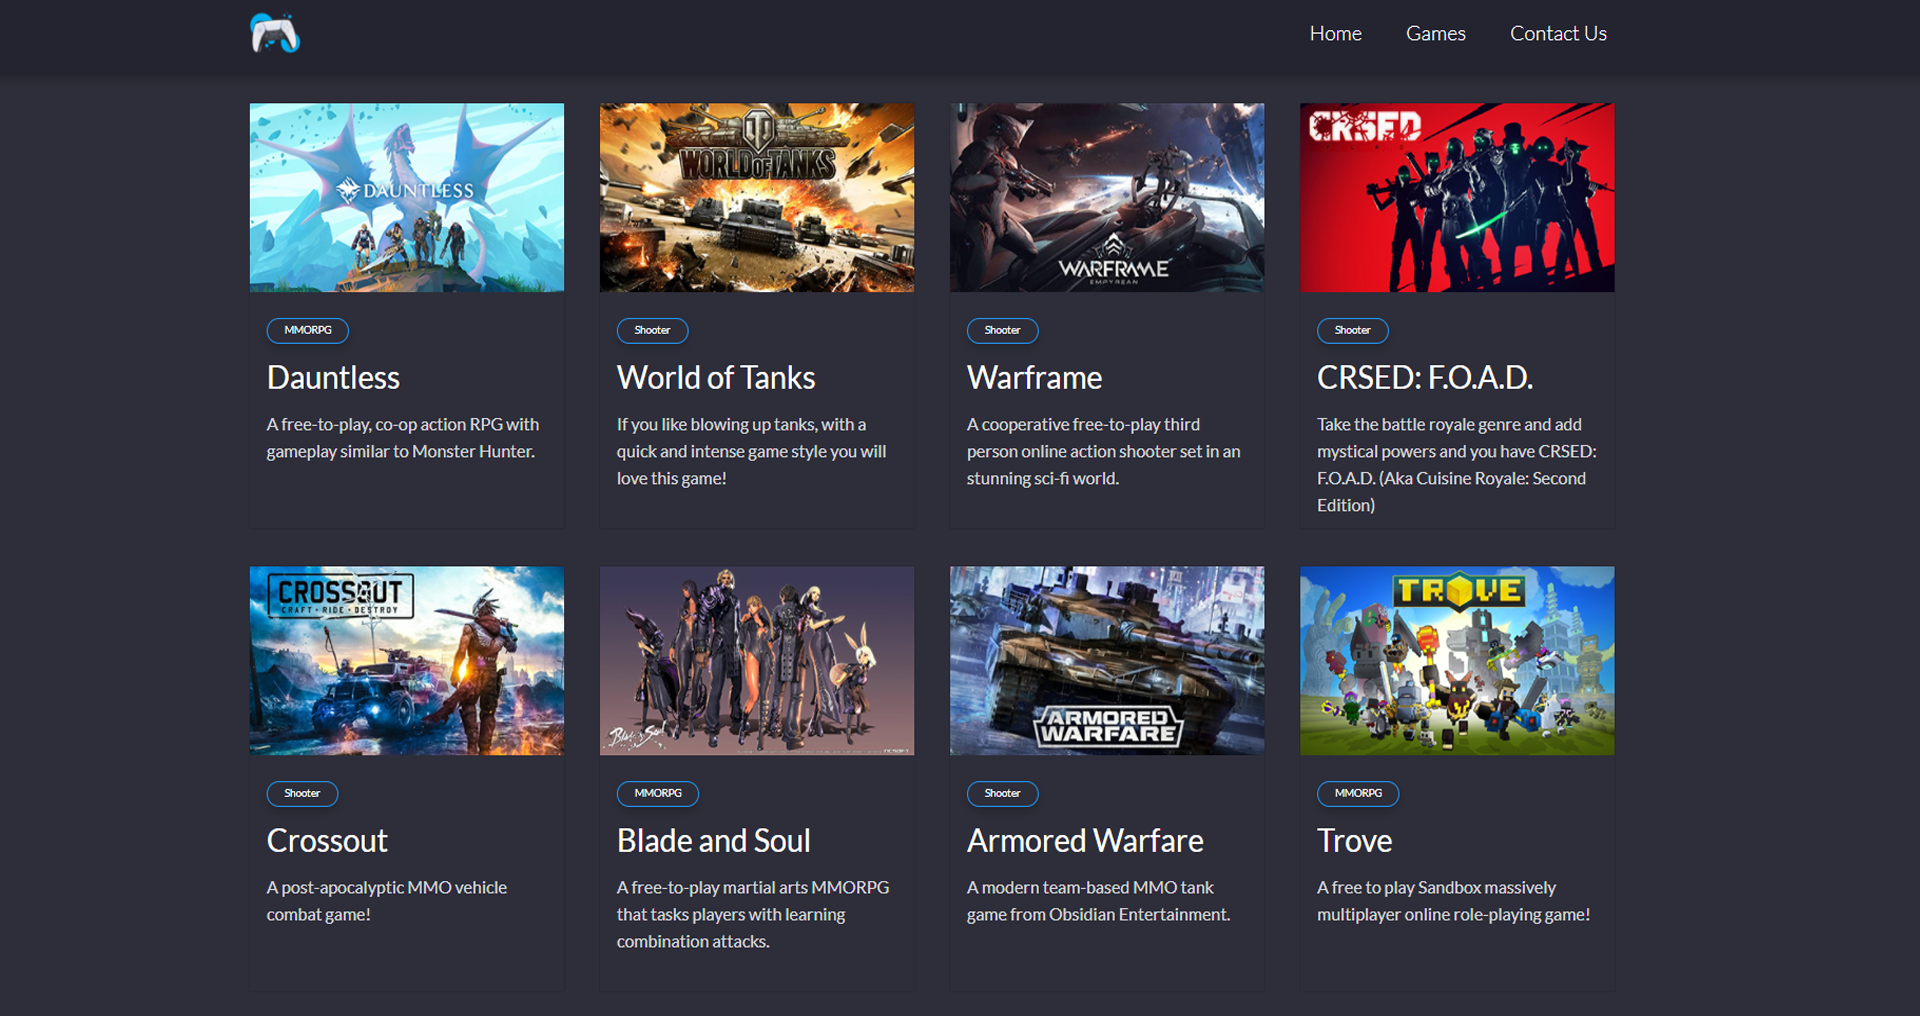 Home Games Contact Us
DAUNTLESS
WORLD OF TANKS
WARFRAME
EMPYREAN
CRSED
MMORPG
Dauntless
A free-to-play, co-op action RPG with
gameplay similar to Monster Hunter.
Shooter
World of Tanks
If you like blowing up tanks, with a
quick and intense game style you will
love this game!
Shooter
Warframe
A cooperative free-to-play third
person online action shooter set in an
stunning sci-fi world.
Shooter
CRSED: F.O.A.D.
Take the battle royale genre and add
mystical powers and you have CRSED:
F.O.A.D. (Aka Cuisine Royale: Second
Edition)
CROSSOUT
CRAFT • RIDE • DESTROY
Blade & Soul
NCSOFT
ARMORED
WARFARE
TROVE
Shooter
Crossout
A post-apocalyptic MMO vehicle
combat game!
MMORPG
Blade and Soul
A free-to-play martial arts MMORPG
that tasks players with learning
combination attacks.
Shooter
Armored Warfare
A modern team-based MMO tank
game from Obsidian Entertainment.
MMORPG
Trove
A free to play Sandbox massively
multiplayer online role-playing game!